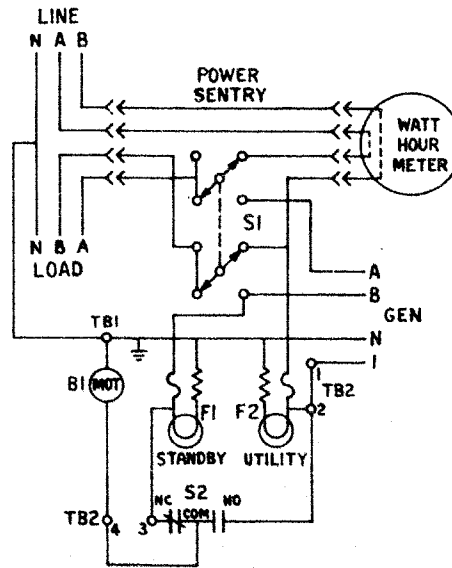 LINE
N A B
POWER
SENTRY
WATT
HOUR
METER
S1
N B A
LOAD
A
B
GEN
N
TB1
1
1
TB2
B1 MOT
F1
F2
2
STANDBY
UTILITY
S2
NC
COM
NO
TB2 4
3